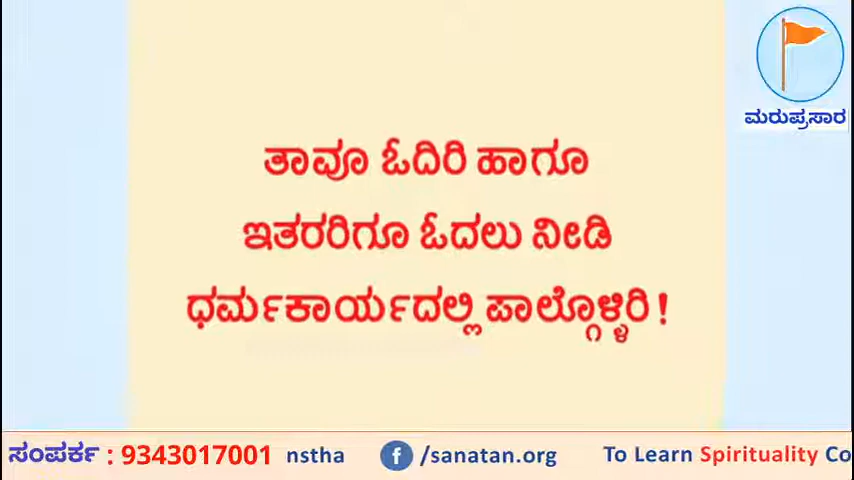 ಮರುಪ್ರಸಾರ
ತಾವೂ ಓದಿರಿ ಹಾಗೂ
ಇತರರಿಗೂ ಓದಲು ನೀಡಿ
ಧರ್ಮಕಾರ್ಯದಲ್ಲಿ ಪಾಲ್ಗೊಳ್ಳಿರಿ !
ಸಂಪರ್ಕ : 9343017001 nstha f /sanatan.org To Learn Spirituality Co